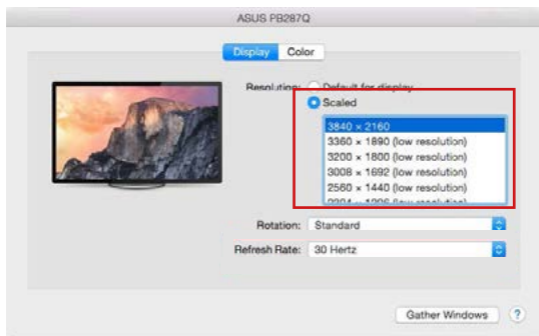 ASUS PB287Q
Display Color
Resolution: Default for display
Scaled
3840 × 2160
3360 × 1890 (low resolution)
3200 × 1800 (low resolution)
3008 × 1692 (low resolution)
2560 × 1440 (low resolution)
Rotation: Standard
Refresh Rate: 30 Hertz
Gather Windows ?